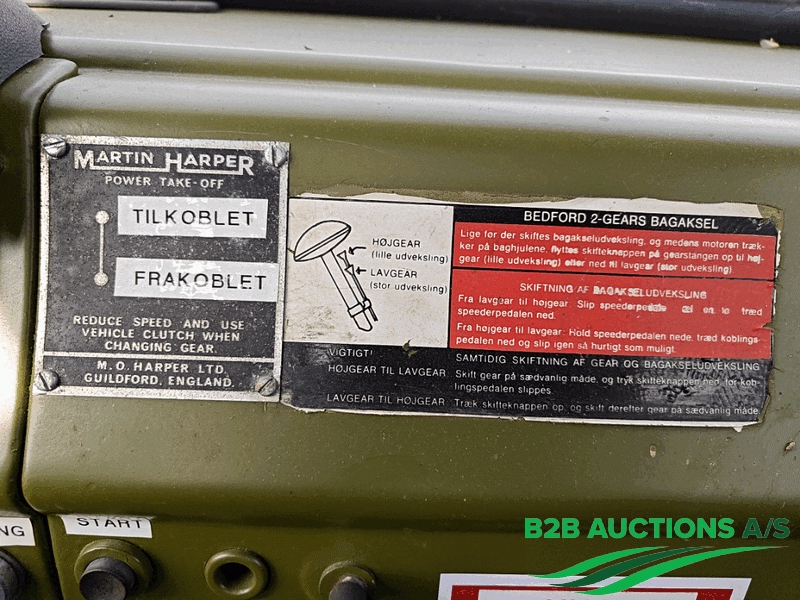 MARTIN HARPER
POWER TAKE-OFF
TILKOBLET
FRAKOBLET
REDUCE SPEED AND USE
VEHICLE CLUTCH WHEN
CHANGING GEAR.
M.O. HARPER LTD.
GUILDFORD, ENGLAND.
HØJGEAR
(lille udveksling)
LAVGEAR
(stor udveksling)
BEDFORD 2-GEARS BAGAKSEL
Lige før der skiftes bagakseludveksling, og medens motoren træk-
ker på baghjulene, flyttes skifteknappen på gearstangen op til høj-
gear (lille udveksling) eller ned til lavgear (stor udveksling)
SKIFTNING AF BAGAKSELUDVEKSLING
Fra lavgear til højgear. Slip speederpedalen træd
speederpedalen ned.
Fra højgear til lavgear. Hold speederpedalen nede, træd koblings-
pedalen ned og slip igen så hurtigt som muligt.
VIGTIGT! SAMTIDIG SKIFTNING AF GEAR OG BAGAKSELUDVEKSLING
HØJGEAR TIL LAVGEAR. Skift gear på sædvanlig måde, og tryk skifteknappen ned, før kob-
lingspedalen slippes.
LAVGEAR TIL HØJGEAR. Træk skifteknappen op, og skift derefter gear på sædvanlig måde
NG
START
B2B AUCTIONS A/S